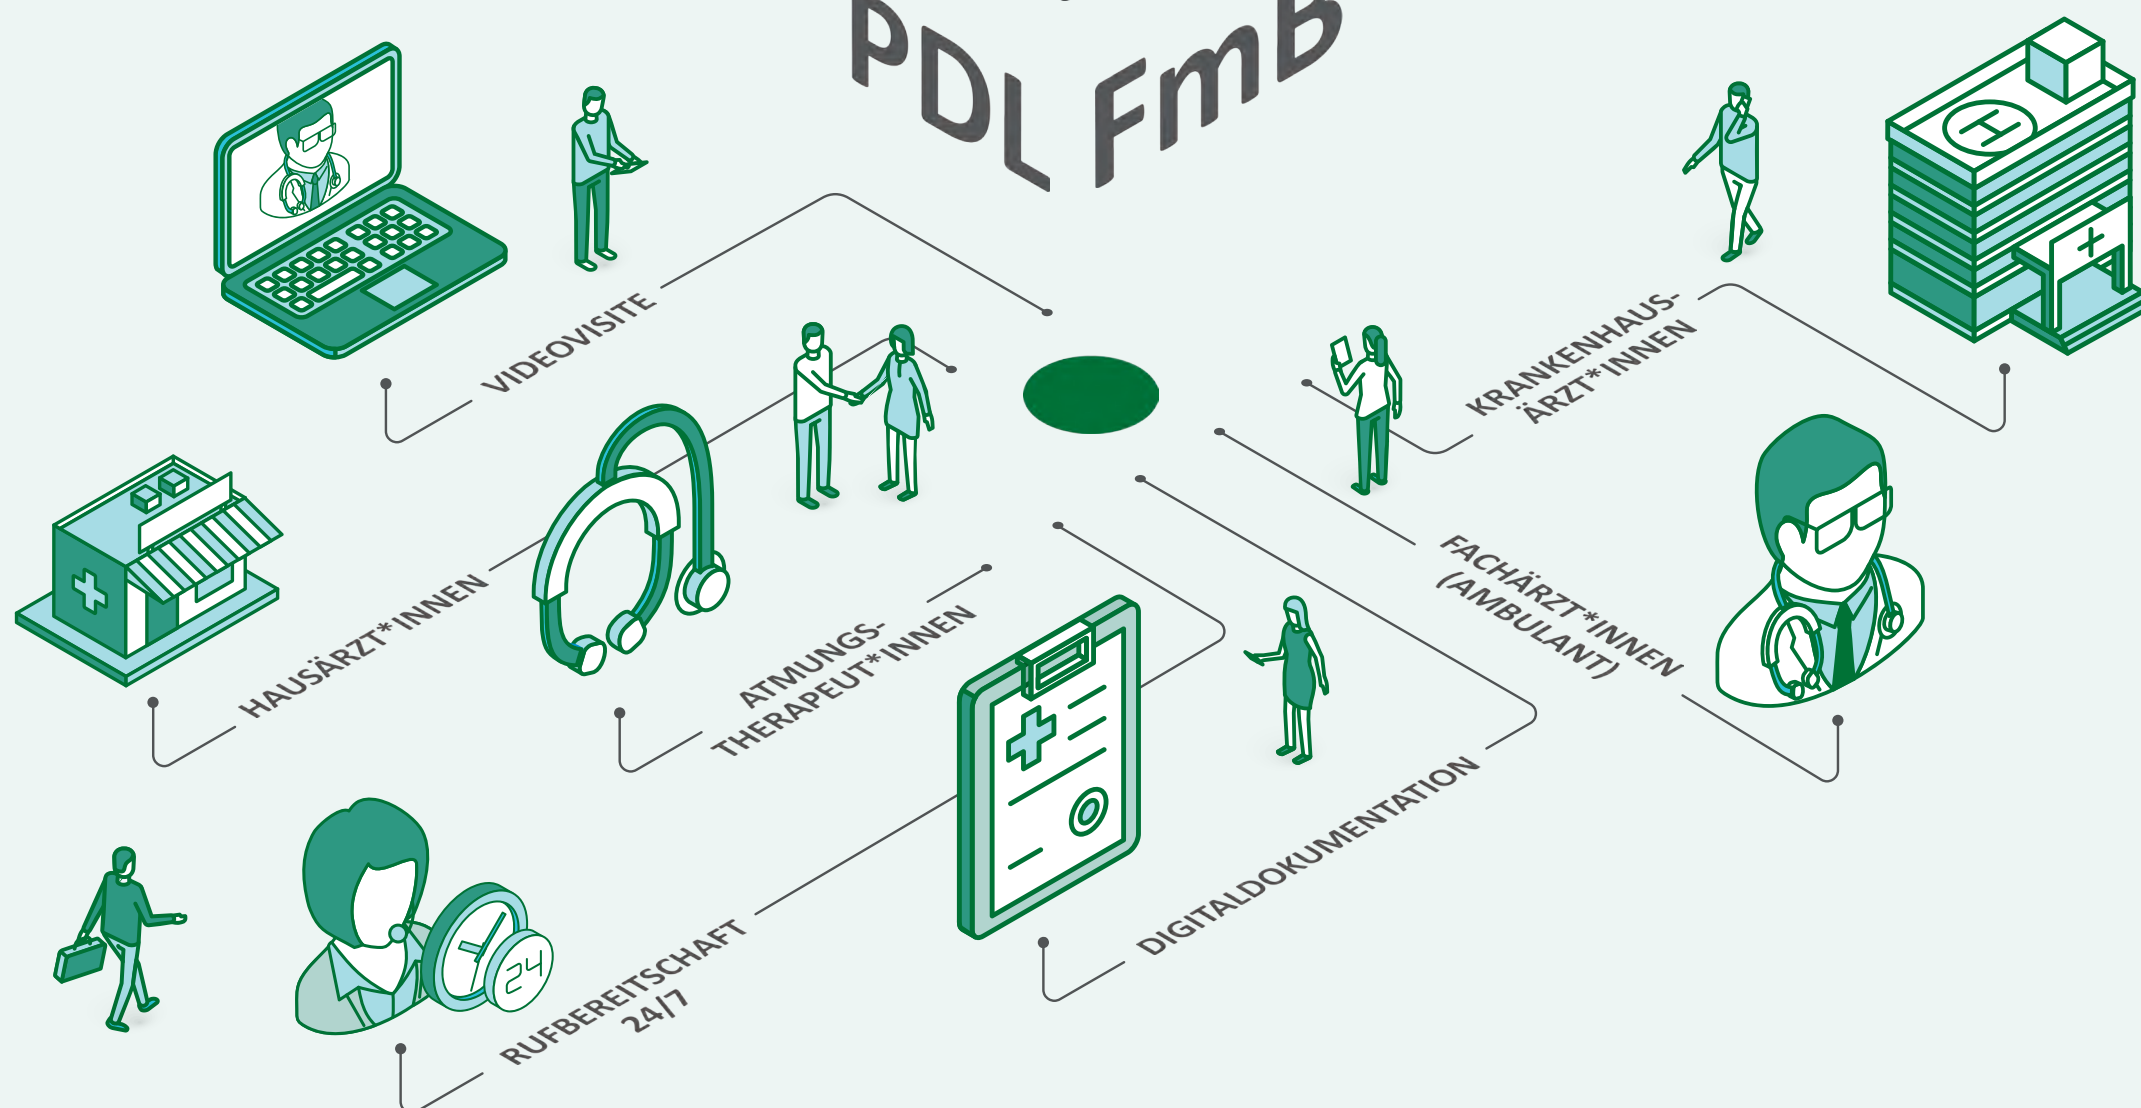 PDL FmB
VIDEOVISITE
KRANKENHAUS-
ÄRZT*INNEN
HAUSÄRZT*INNEN
ATMUNGS-
THERAPEUT*INNEN
FACHÄRZT*INNEN
(AMBULANT)
24
RUFBEREITSCHAFT
24/7
DIGITALDOKUMENTATION
H